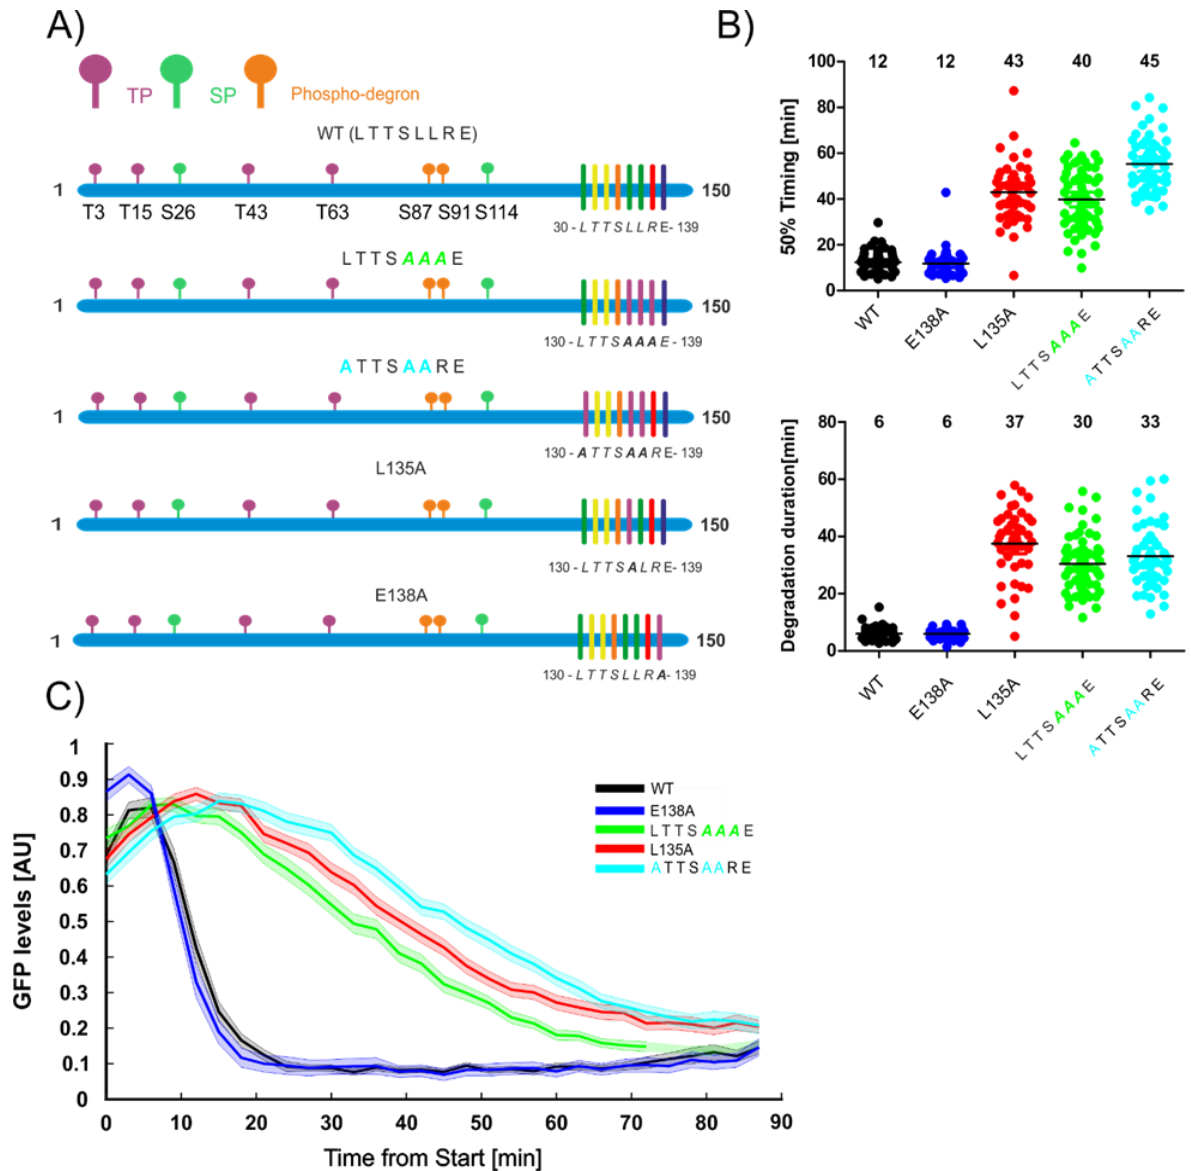 A)
TP SP Phospho-degron
WT (L T T S L L R E)
1 150
T3 T15 S26 T43 T63 S87 S91 S114
30 - L T T S L L R E- 139
L T T S A A A E
1 150
130 - L T T S A A A E - 139
A T T S A A R E
1 150
130 - A T T S A A R E- 139
L135A
1 150
130 - L T T S A L R E- 139
E138A
1 150
130 - L T T S L L R A- 139
B)
50% Timing [min]
100
80
60
40
20
0
12 12 43 40 45
WT E138A L135A L T T S A A A E A T T S A A R E
Degradation duration[min]
80
60
40
20
0
6 6 37 30 33
WT E138A L135A L T T S A A A E A T T S A A R E
C)
GFP levels [AU]
1
0.9
0.8
0.7
0.6
0.5
0.4
0.3
0.2
0.1
0
WT
E138A
L T T S A A A E
L135A
A T T S A A R E
0 10 20 30 40 50 60 70 80 90
Time from Start [min]